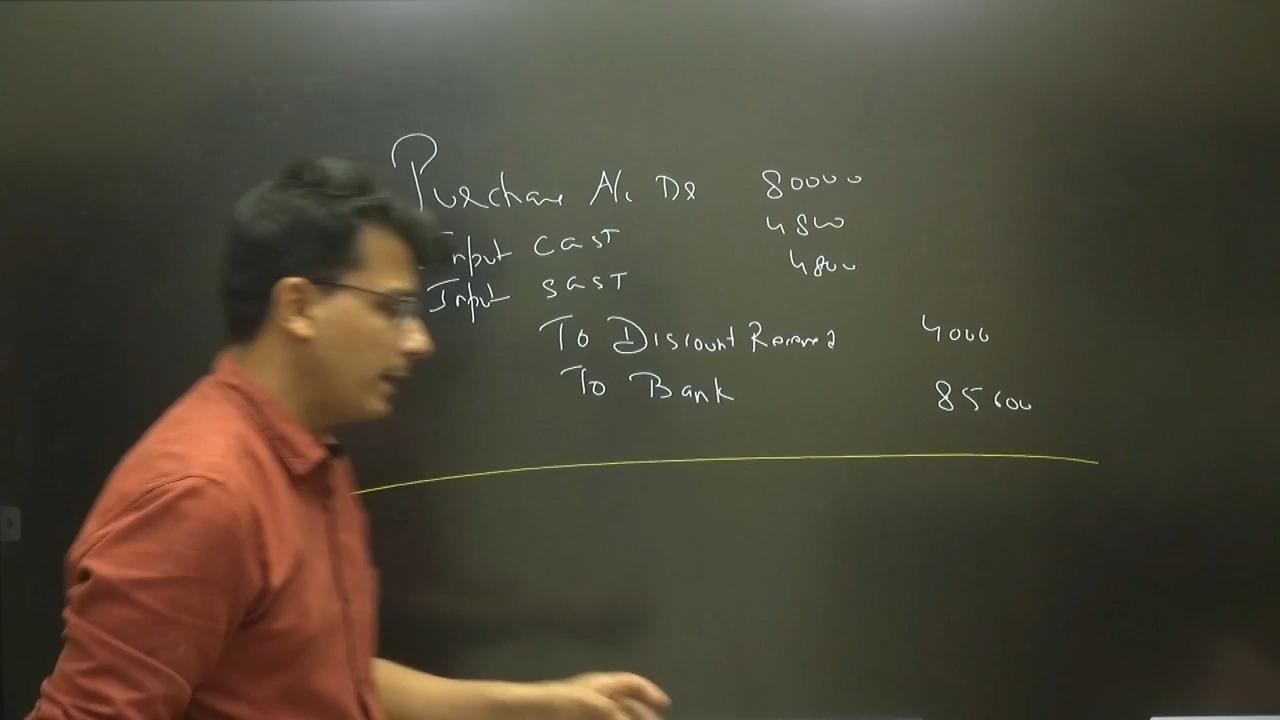 Purchase A/c Dr 80000
Input CGST 4800
Input SGST 4800
To Discount Received 4000
To Bank 85600